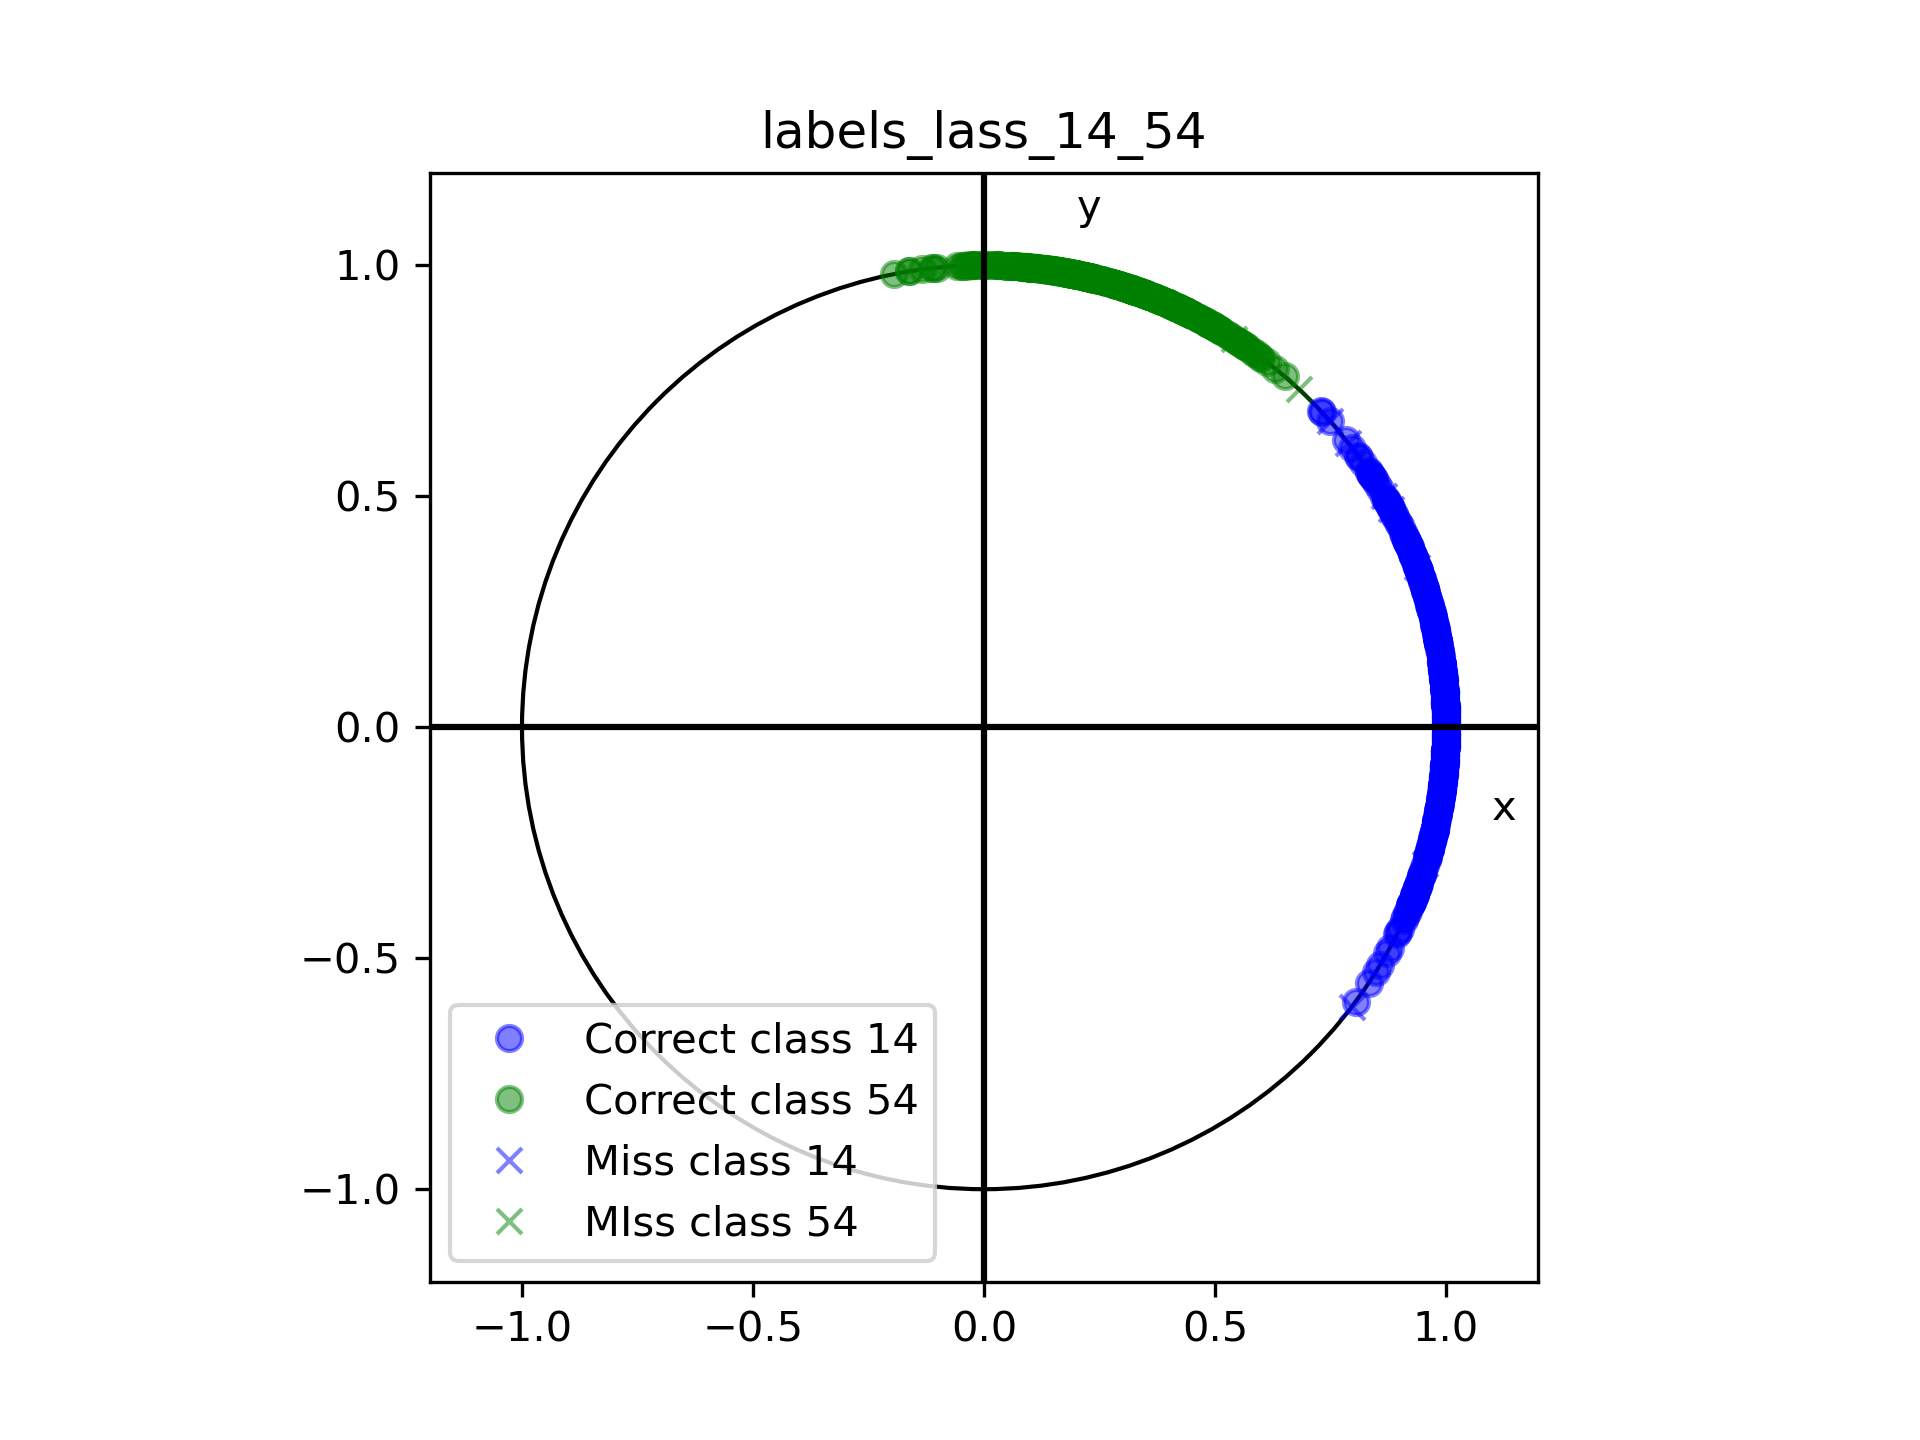 labels_lass_14_54
y
1.0
0.5
0.0
−0.5
−1.0
x
Correct class 14
Correct class 54
Miss class 14
MIss class 54
−1.0 −0.5 0.0 0.5 1.0